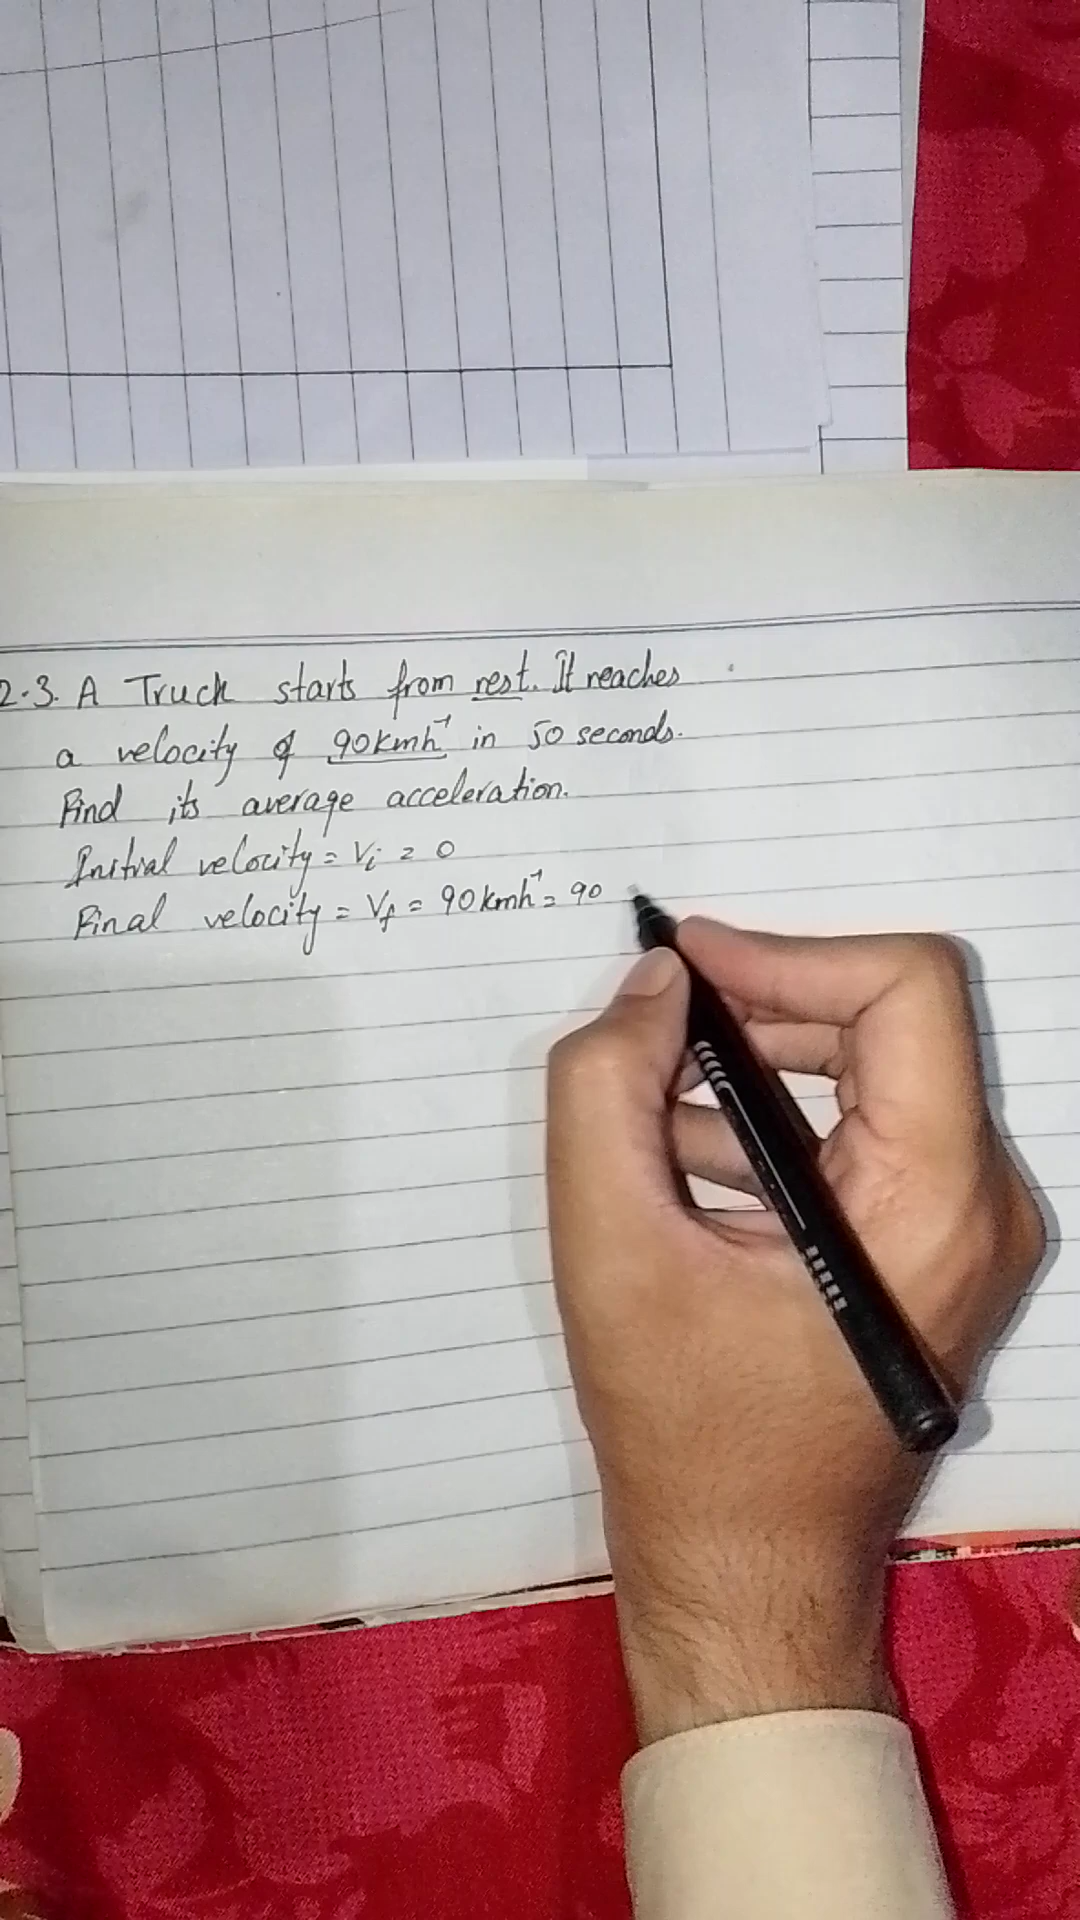 2.3. A Truck starts from rest. It reaches
a velocity of 90kmh⁻¹ in 50 seconds.
Find its average acceleration.
Initial velocity = Vi = 0
Final velocity = Vf = 90kmh⁻¹ = 90